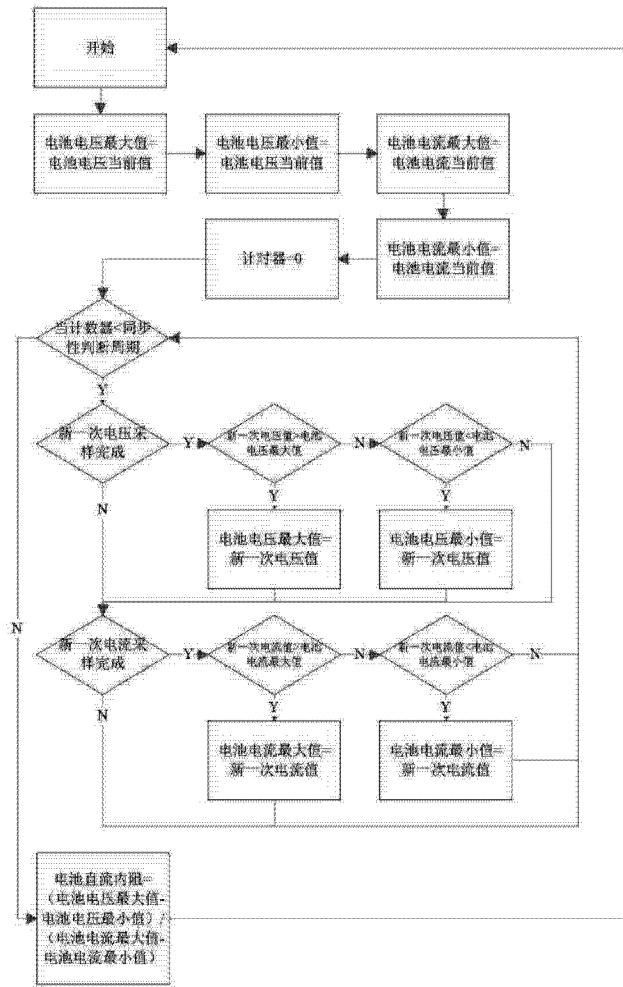 开始
电池电压最大值=
电池电压当前值
电池电压最小值=
电池电压当前值
电池电流最大值=
电池电流当前值
计时器=0
电池电流最小值=
电池电流当前值
当计数器<同步
性判断周期
Y
新一次电压采
样完成
Y
新一次电压值>电池
电压最大值
N
新一次电压值<电池
电压最小值
N
N
Y
Y
电池电压最大值=
新一次电压值
电池电压最小值=
新一次电压值
N
新一次电流采
样完成
Y
新一次电流值>电池
电流最大值
N
新一次电流值<电池
电流最小值
N
N
Y
Y
电池电流最大值=
新一次电流值
电池电流最小值=
新一次电流值
电池直流内阻=
（电池电压最大值-
电池电压最小值）/
（电池电流最大值-
电池电流最小值）